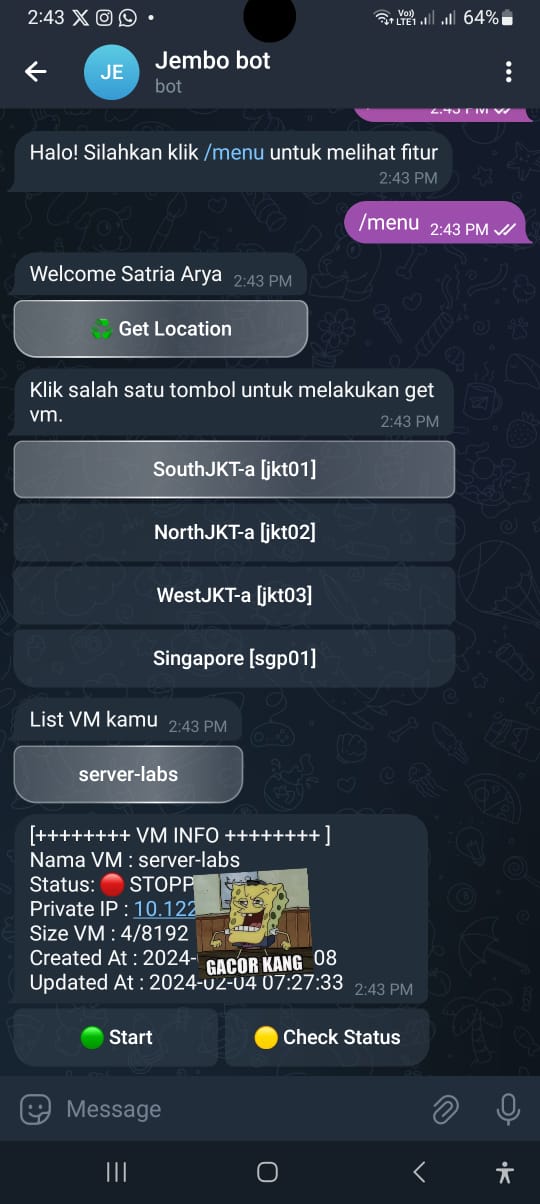 2:43
Vo)) LTE1
64%
JE
Jembo bot
bot
2:43 PM
Halo! Silahkan klik /menu untuk melihat fitur
2:43 PM
/menu 2:43 PM
Welcome Satria Arya 2:43 PM
Get Location
Klik salah satu tombol untuk melakukan get
vm.
2:43 PM
SouthJKT-a [jkt01]
NorthJKT-a [jkt02]
WestJKT-a [jkt03]
Singapore [sgp01]
List VM kamu 2:43 PM
server-labs
[++++++++ VM INFO ++++++++ ]
Nama VM : server-labs
Status: 🔴 STOPP
Private IP : 10.122
Size VM : 4/8192
Created At : 2024- 08
GACOR KANG
Updated At : 2024-02-04 07:27:33 2:43 PM
Start
Check Status
Message